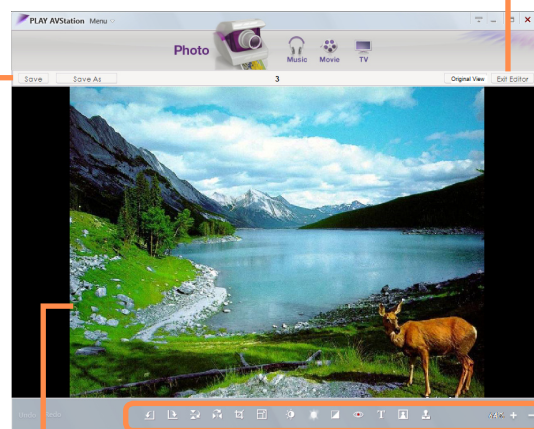 PLAY AVStation Menu
Photo
Music Movie TV
Save Save As 3 Original View Exit Editor
T